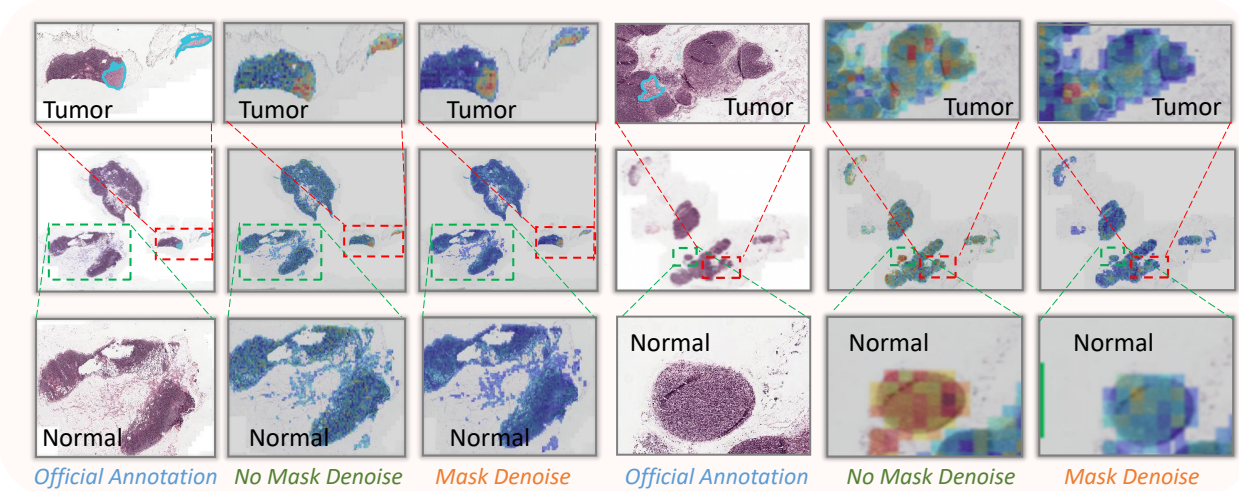 Tumor
Tumor
Tumor
Tumor
Tumor
Tumor
Normal
Normal
Normal
Normal
Normal
Normal
Official Annotation
No Mask Denoise
Mask Denoise
Official Annotation
No Mask Denoise
Mask Denoise